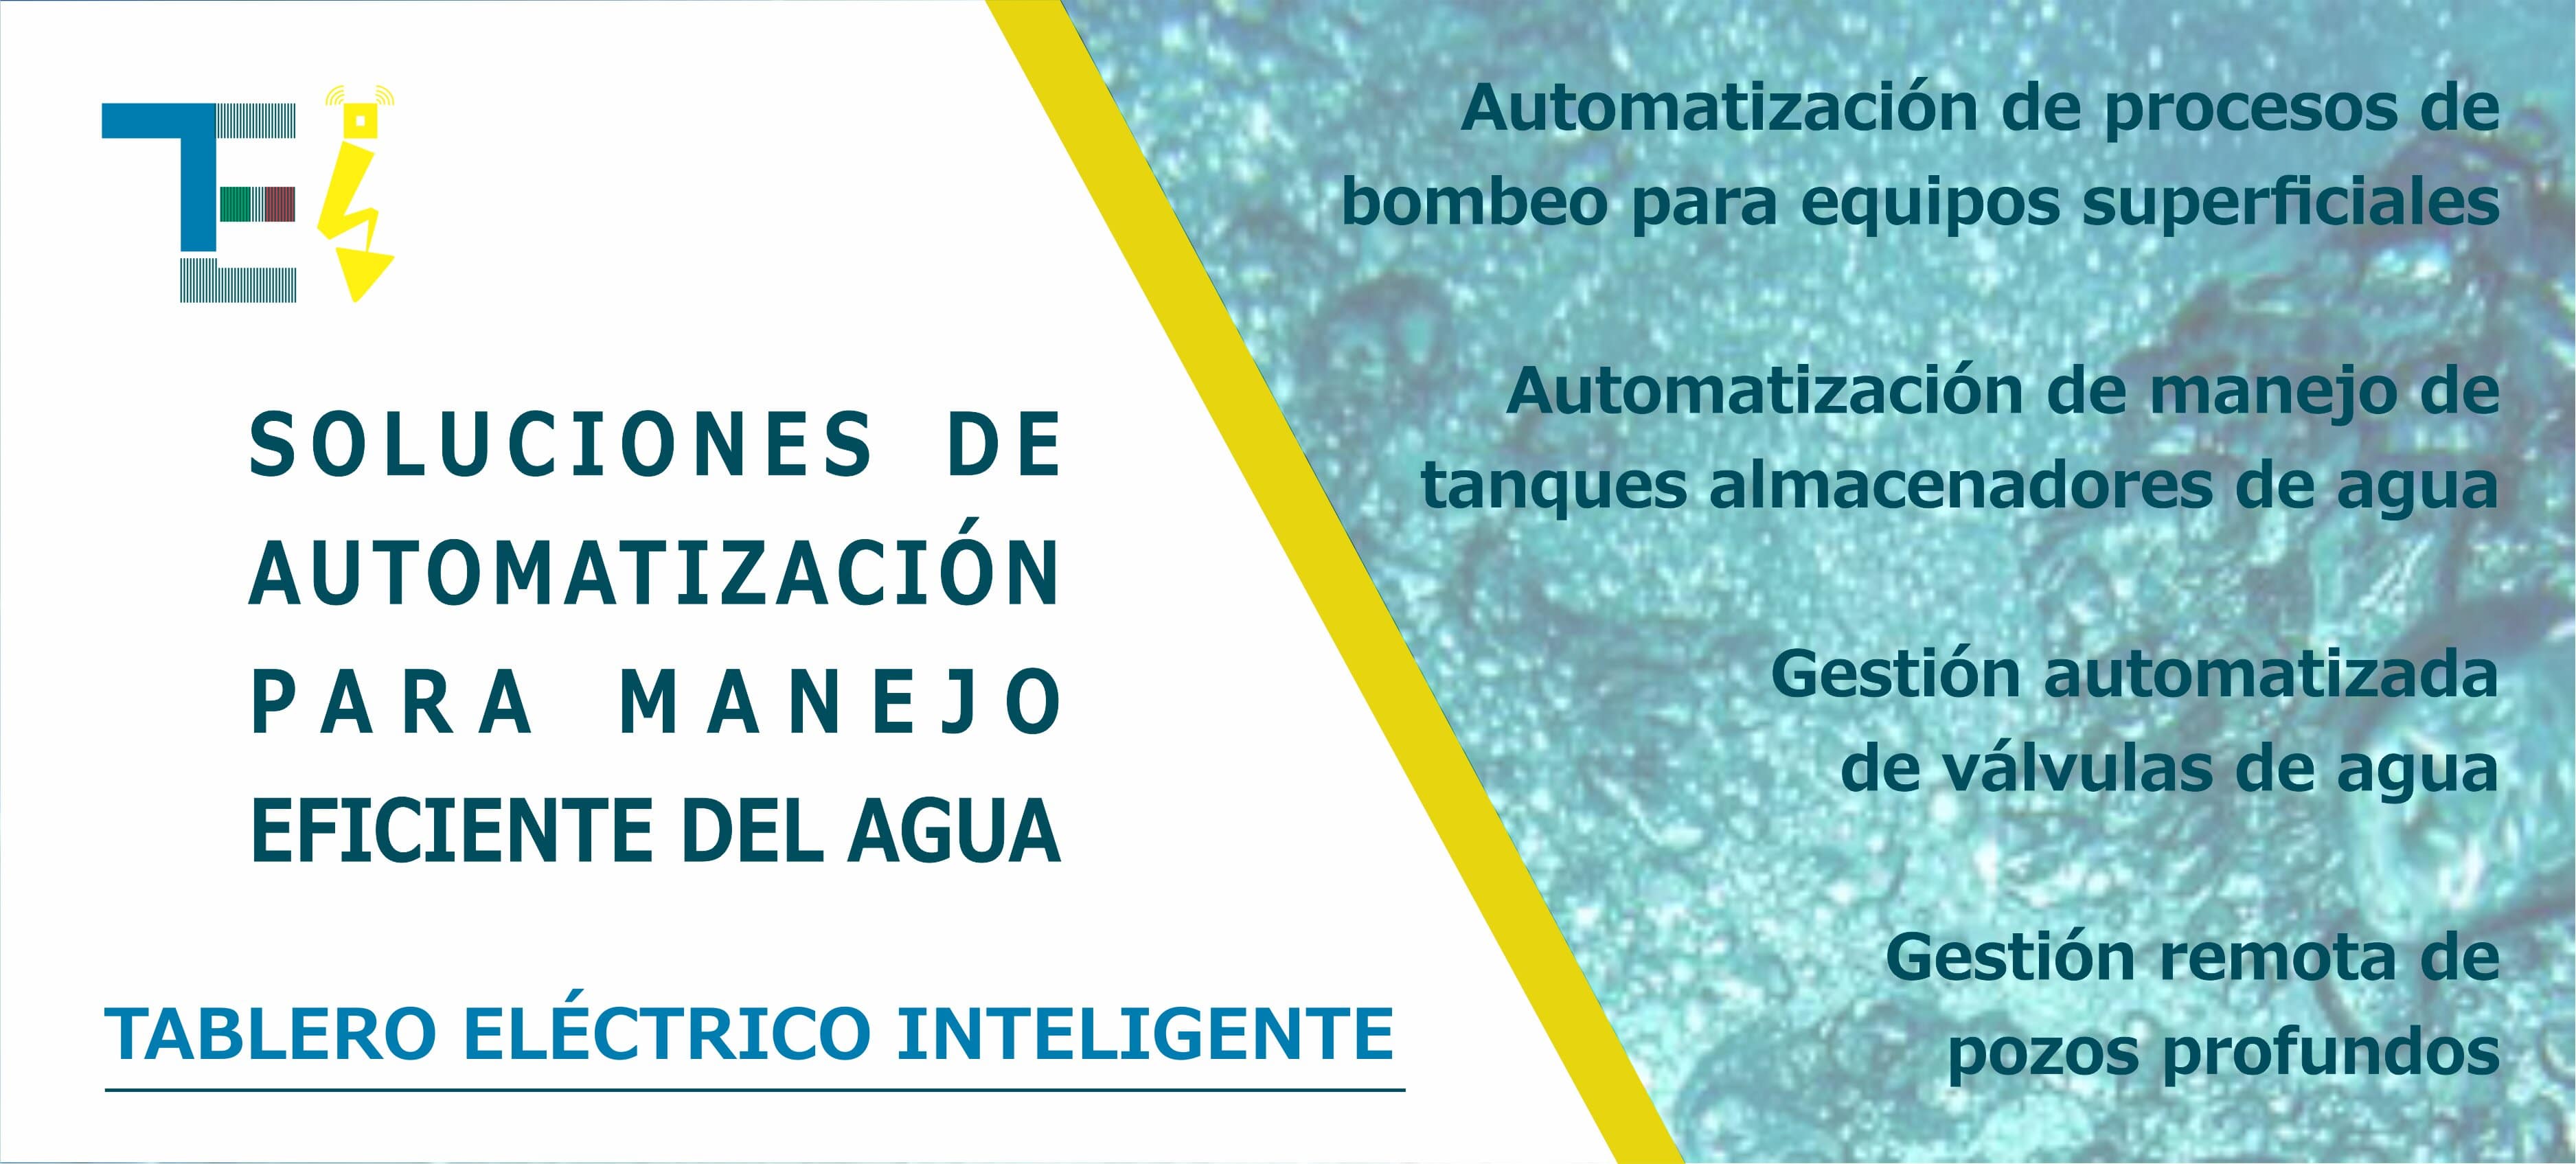 TE
SOLUCIONES DE
AUTOMATIZACIÓN
PARA MANEJO
EFICIENTE DEL AGUA
TABLERO ELÉCTRICO INTELIGENTE
Automatización de procesos de
bombeo para equipos superficiales
Automatización de manejo de
tanques almacenadores de agua
Gestión automatizada
de válvulas de agua
Gestión remota de
pozos profundos